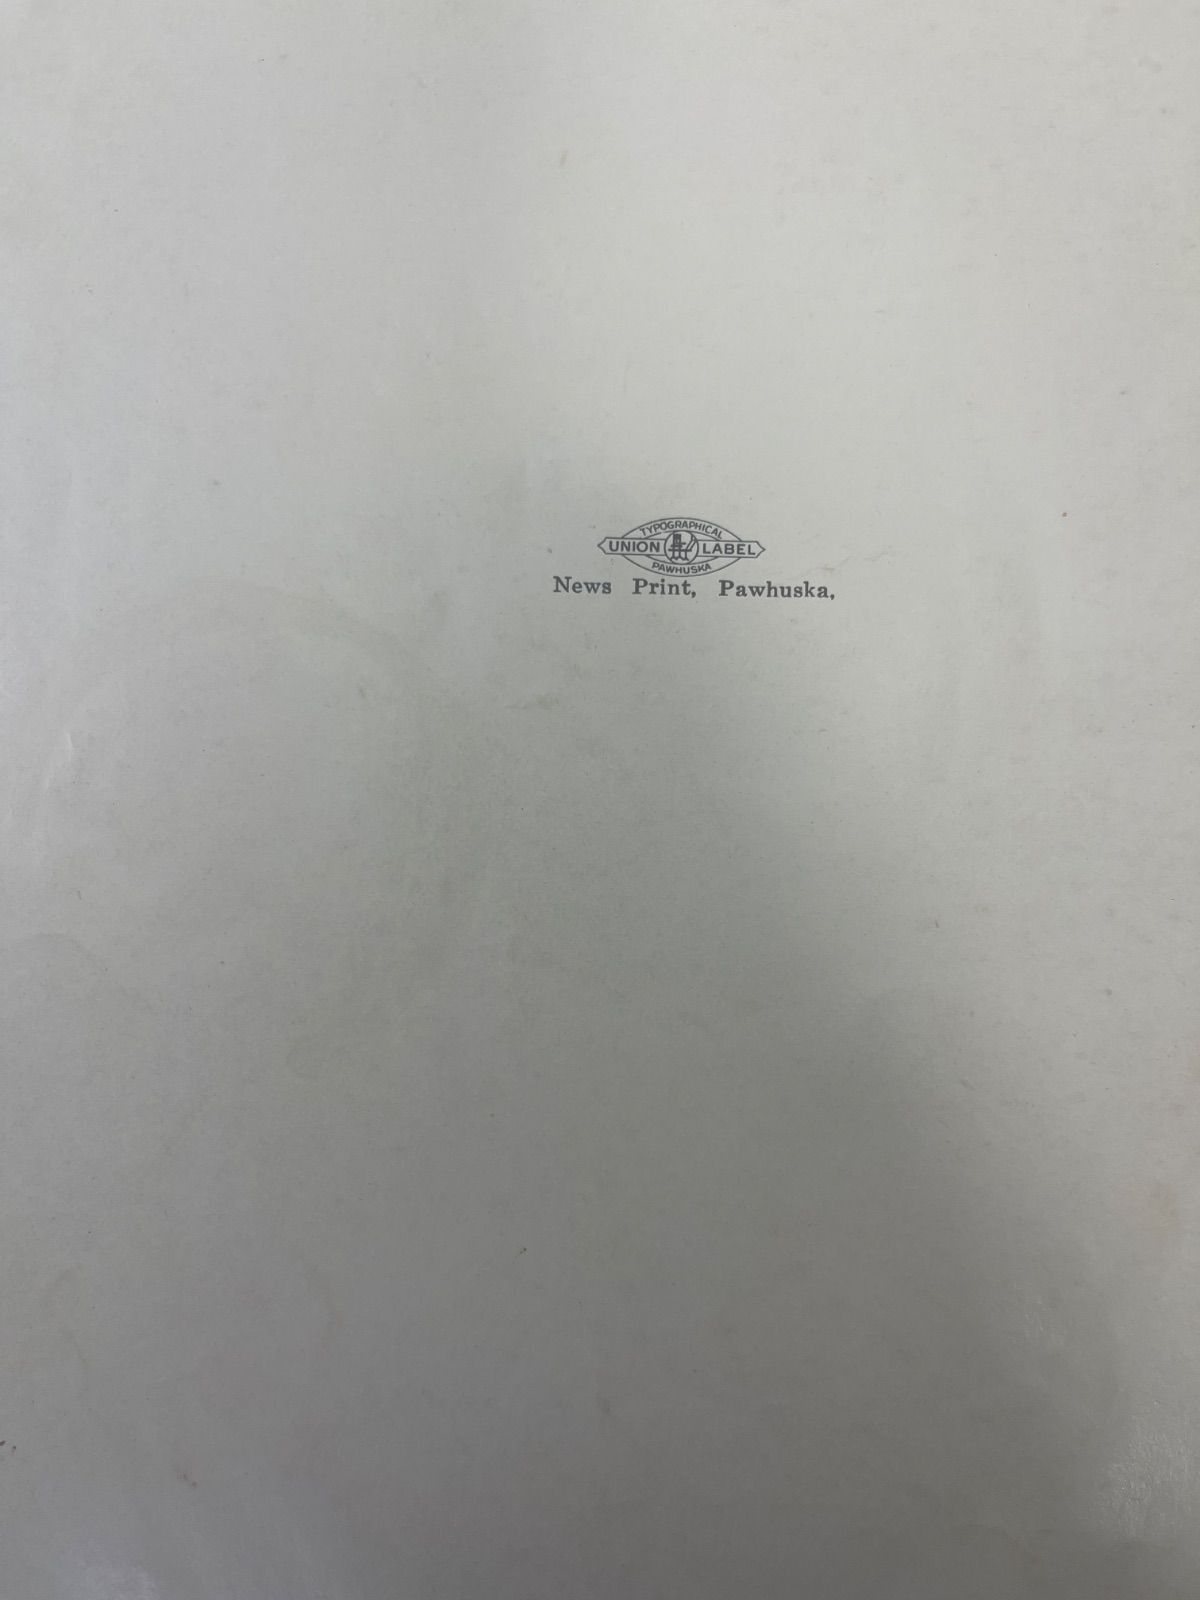 TYPOGRAPHICAL
UNION LABEL
PAWHUSKA
News Print, Pawhuska,